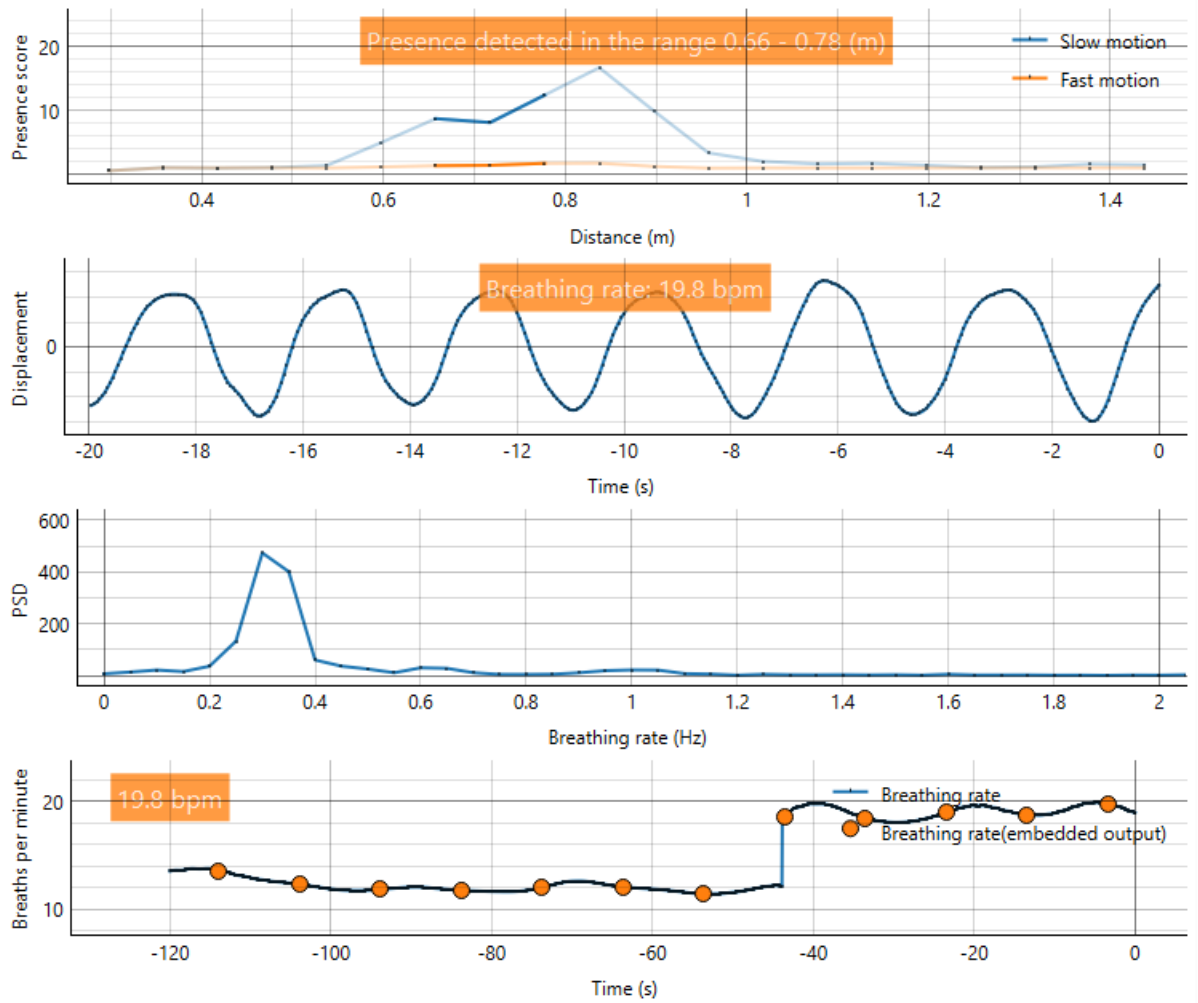 Presence score
20
10
Presence detected in the range 0.66 - 0.78 (m)
Slow motion
Fast motion
0.4 0.6 0.8 1 1.2 1.4
Distance (m)
Displacement
0
Breathing rate: 19.8 bpm
-20 -18 -16 -14 -12 -10 -8 -6 -4 -2 0
Time (s)
PSD
600
400
200
0 0.2 0.4 0.6 0.8 1 1.2 1.4 1.6 1.8 2
Breathing rate (Hz)
Breaths per minute
20
10
19.8 bpm
Breathing rate
Breathing rate(embedded output)
-120 -100 -80 -60 -40 -20 0
Time (s)